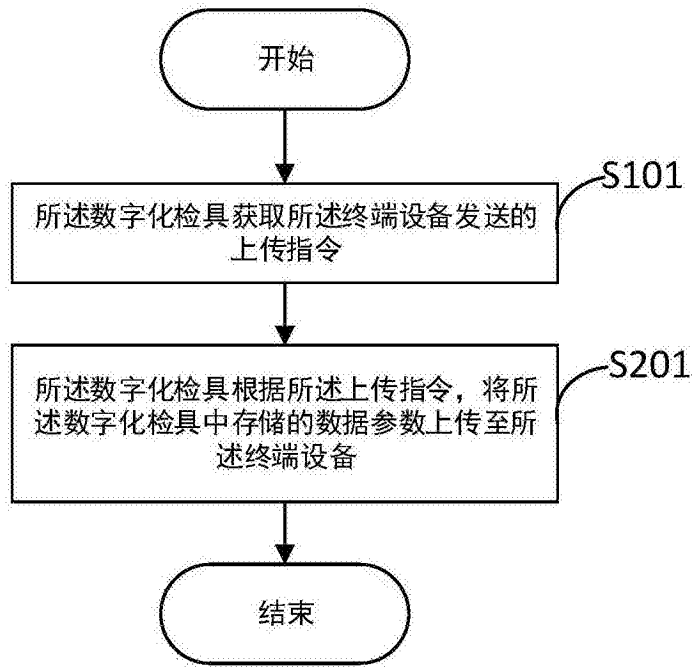 开始
S101
所述数字化检具获取所述终端设备发送的
上传指令
S201
所述数字化检具根据所述上传指令，将所
述数字化检具中存储的数据参数上传至所
述终端设备
结束